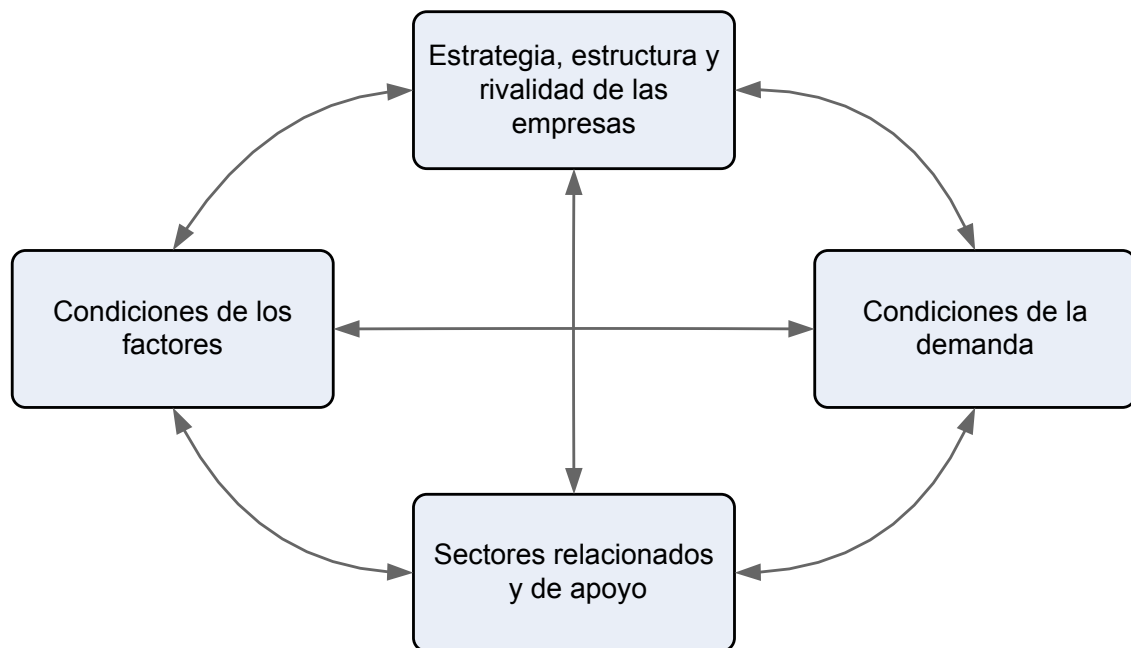 Estrategia, estructura y
rivalidad de las
empresas
Condiciones de los
factores
Condiciones de la
demanda
Sectores relacionados
y de apoyo